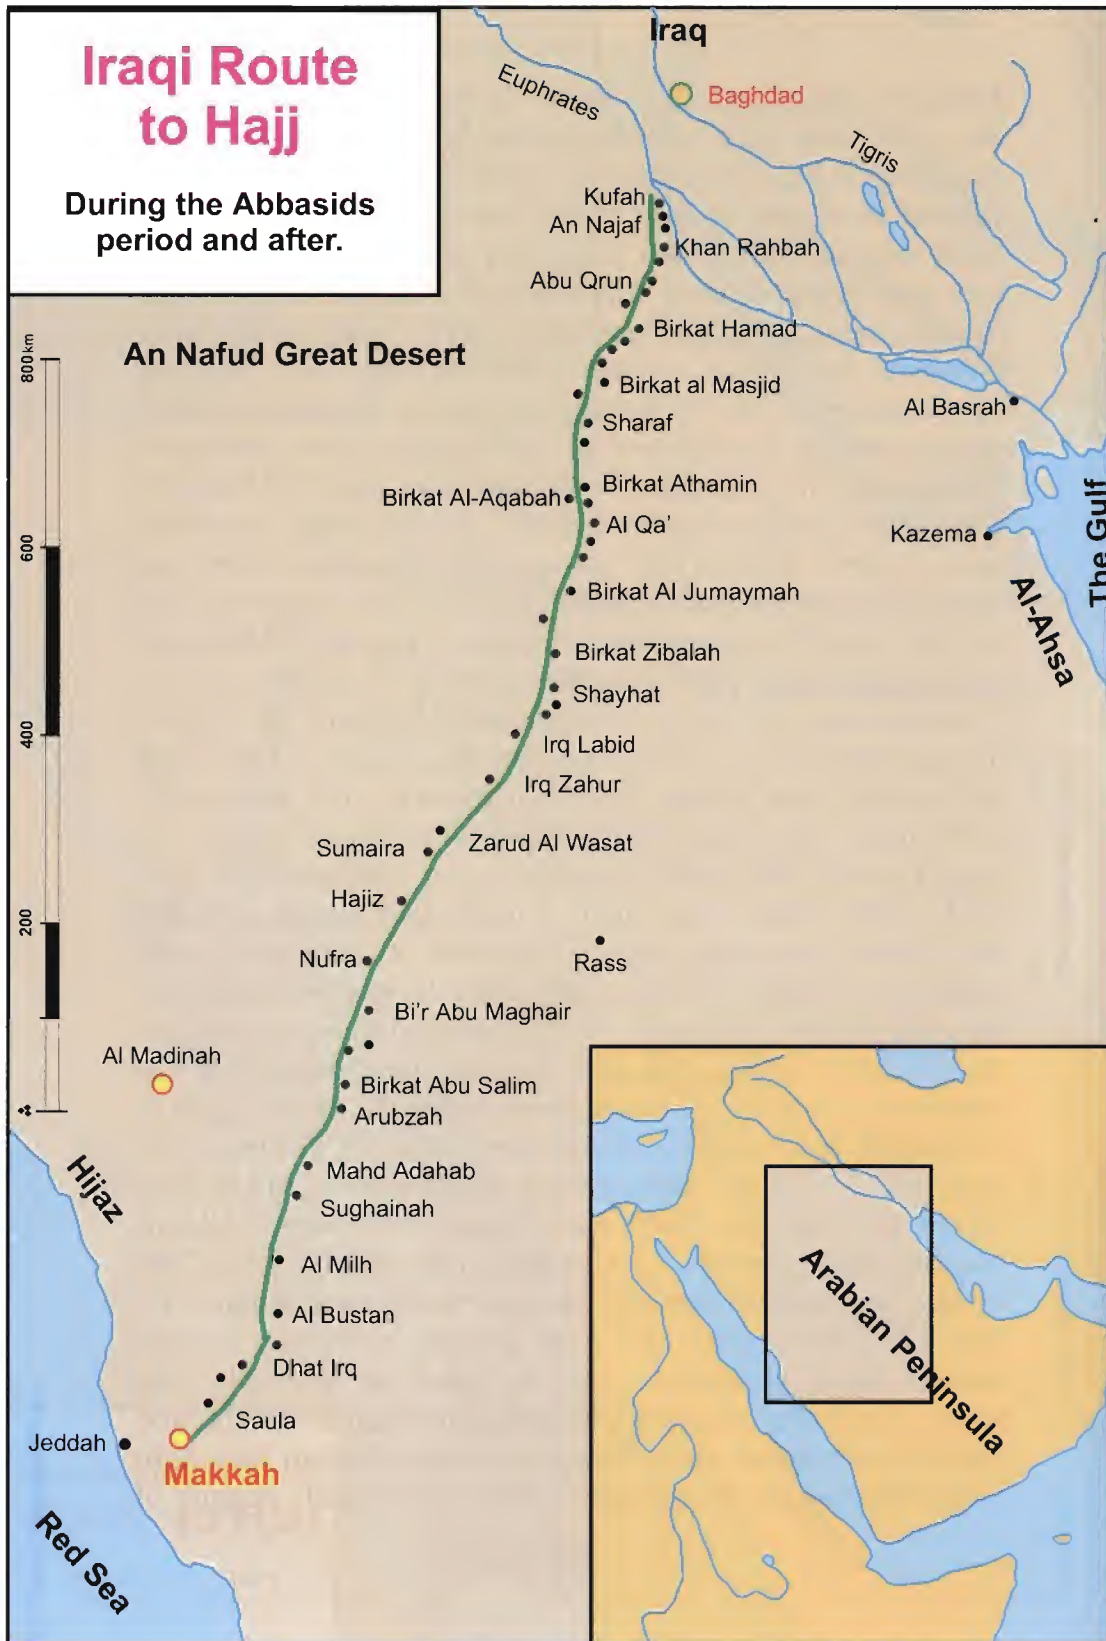 Iraqi Route
to Hajj
During the Abbasids
period and after.
Iraq
Euphrates
Baghdad
Tigris
Kufah
An Najaf
Khan Rahbah
Abu Qrun
Birkat Hamad
An Nafud Great Desert
800 km
Birkat al Masjid
Al Basrah
Sharaf
Birkat Athamin
Birkat Al-Aqabah
Al Qa'
Kazema
The Gulf
600
Birkat Al Jumaymah
Al-Ahsa
Birkat Zibalah
Shayhat
400
Irq Labid
Irq Zahur
Zarud Al Wasat
Sumaira
Hajiz
200
Nufra
Rass
Bi'r Abu Maghair
Al Madinah
Birkat Abu Salim
Arubzah
Hijaz
Mahd Adahab
Sughainah
Al Milh
Al Bustan
Dhat Irq
Saula
Jeddah
Makkah
Red Sea
Arabian Peninsula